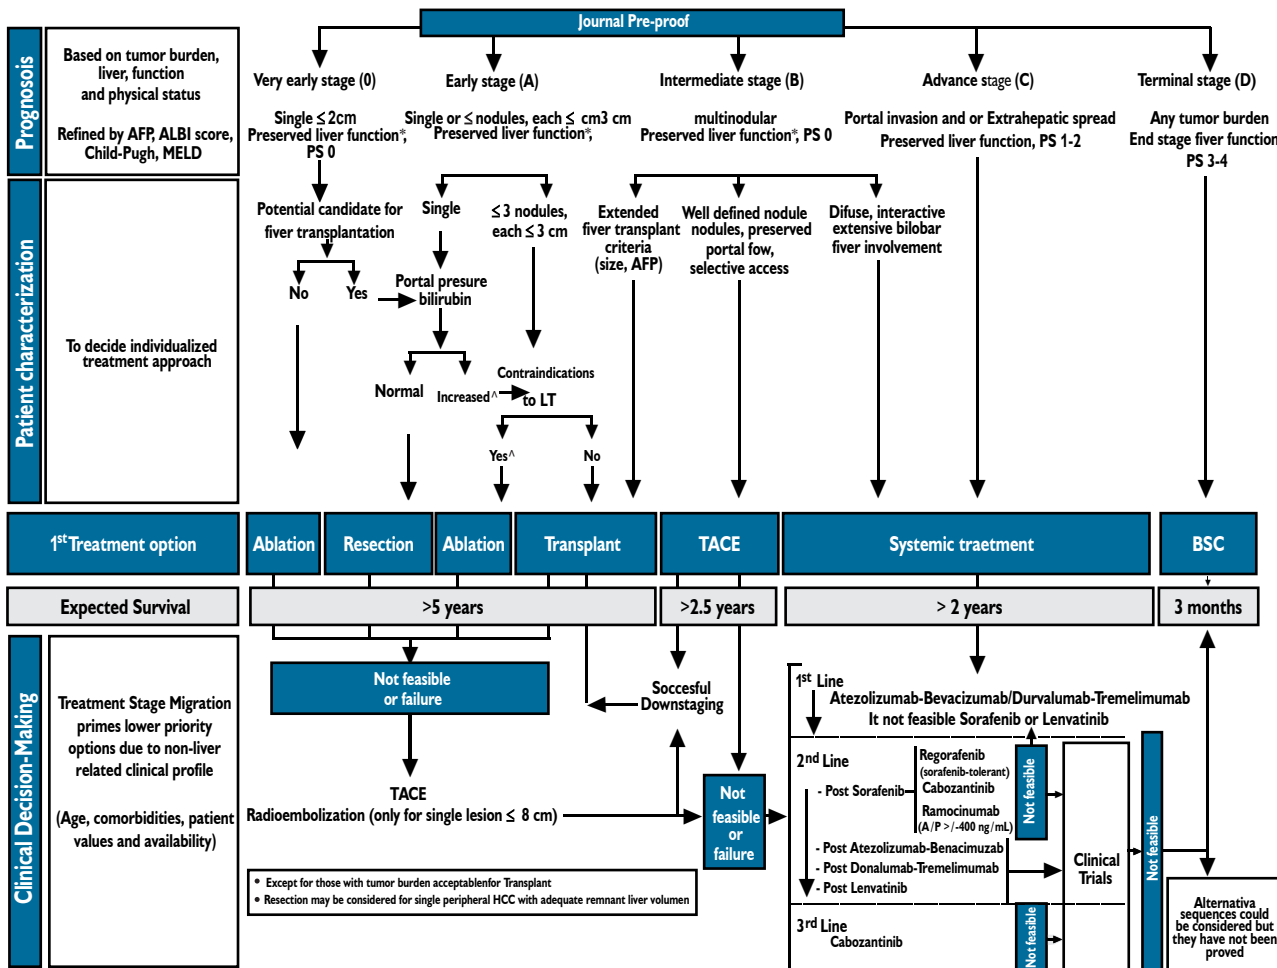 Journal Pre-proof
Prognosois
Based on tumor burden,
liver, function
and physical status
Refined by AFP, ALBI score,
Child-Pugh, MELD
Very early stage (0)
Single ≤ 2cm
Preserved liver function*,
PS 0
Early stage (A)
Single or ≤ nodules, each ≤ cm3 cm
Preserved liver function*,
Intermediate stage (B)
multinodular
Preserved liver function*, PS 0
Advance stage (C)
Portal invasion and or Extrahepatic spread
Preserved liver function, PS 1-2
Terminal stage (D)
Any tumor burden
End stage fiver function
PS 3-4
Patient characterization
To decide individualized
treatment approach
Potential candidate for
fiver transplantation
No
Yes
Single
≤ 3 nodules,
each ≤ 3 cm
Portal presure
bilirubin
Normal
Increased^
Contraindications
to LT
Yes^
No
Extended
fiver transplant
criteria
(size, AFP)
Well defined nodule
nodules, preserved
portal fow,
selective access
Difuse, interactive
extensive bilobar
fiver involvement
1st Treatment option
Ablation
Resection
Ablation
Transplant
TACE
Systemic traetment
BSC
Expected Survival
>5 years
>2.5 years
> 2 years
3 months
Clinical Decision-Making
Treatment Stage Migration
primes lower priority
options due to non-liver
related clinical profile
(Age, comorbidities, patient
values and availability)
Not feasible
or failure
Soccesful
Downstaging
TACE
Radioembolization (only for single lesion ≤ 8 cm)
Not
feasible
or
failure
• Except for those with tumor burden acceptablenfor Transplant
• Resection may be considered for single peripheral HCC with adequate remnant liver volumen
1st Line
Atezolizumab-Bevacizumab/Durvalumab-Tremelimumab
It not feasible Sorafenib or Lenvatinib
2nd Line
- Post Sorafenib
Regorafenib
(sorafenib-tolerant)
Cabozantinib
Ramocinumab
(A/P >/-400 ng/mL)
Not feasible
- Post Atezolizumab-Benacimuzab
- Post Donalumab-Tremelimumab
- Post Lenvatinib
Clinical
Trials
Not feasible
3rd Line
Cabozantinib
Not feasible
Alternativa
sequences could
be considered but
they have not been
proved